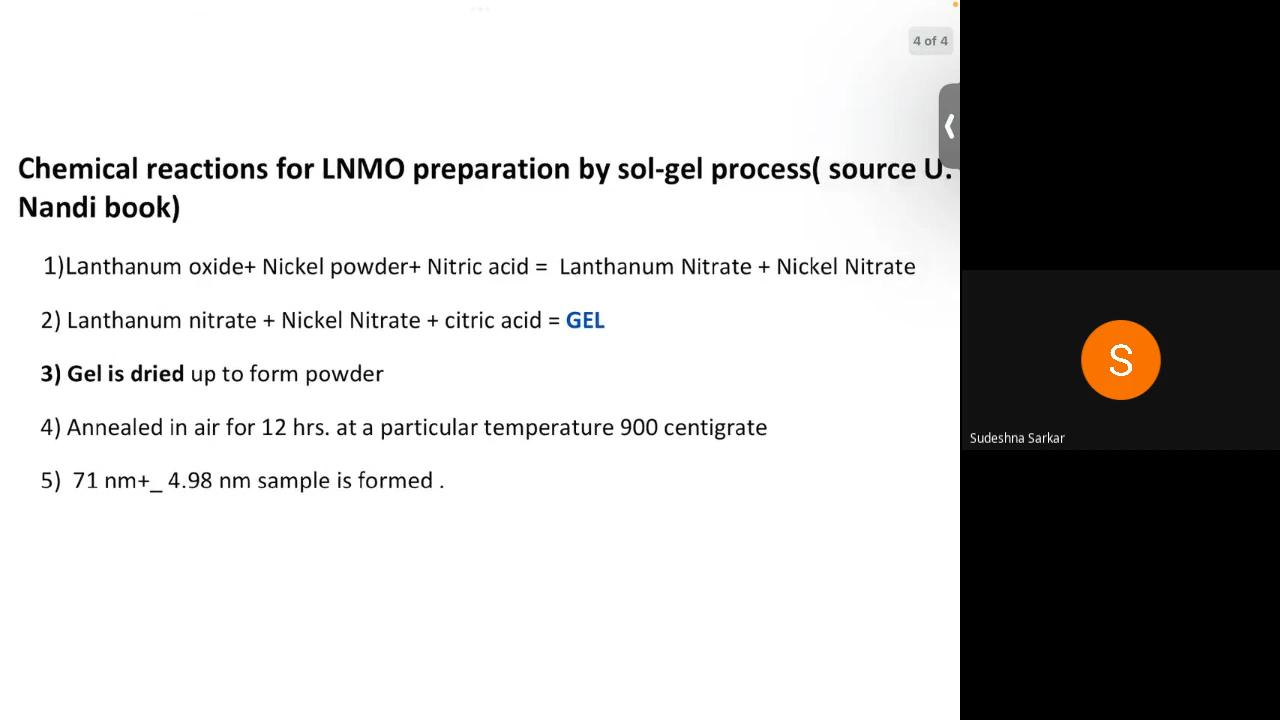 4 of 4
Chemical reactions for LNMO preparation by sol-gel process( source U.
Nandi book)
1)Lanthanum oxide+ Nickel powder+ Nitric acid = Lanthanum Nitrate + Nickel Nitrate
2) Lanthanum nitrate + Nickel Nitrate + citric acid = GEL
3) Gel is dried up to form powder
4) Annealed in air for 12 hrs. at a particular temperature 900 centigrate
5) 71 nm+_ 4.98 nm sample is formed .
S
Sudeshna Sarkar